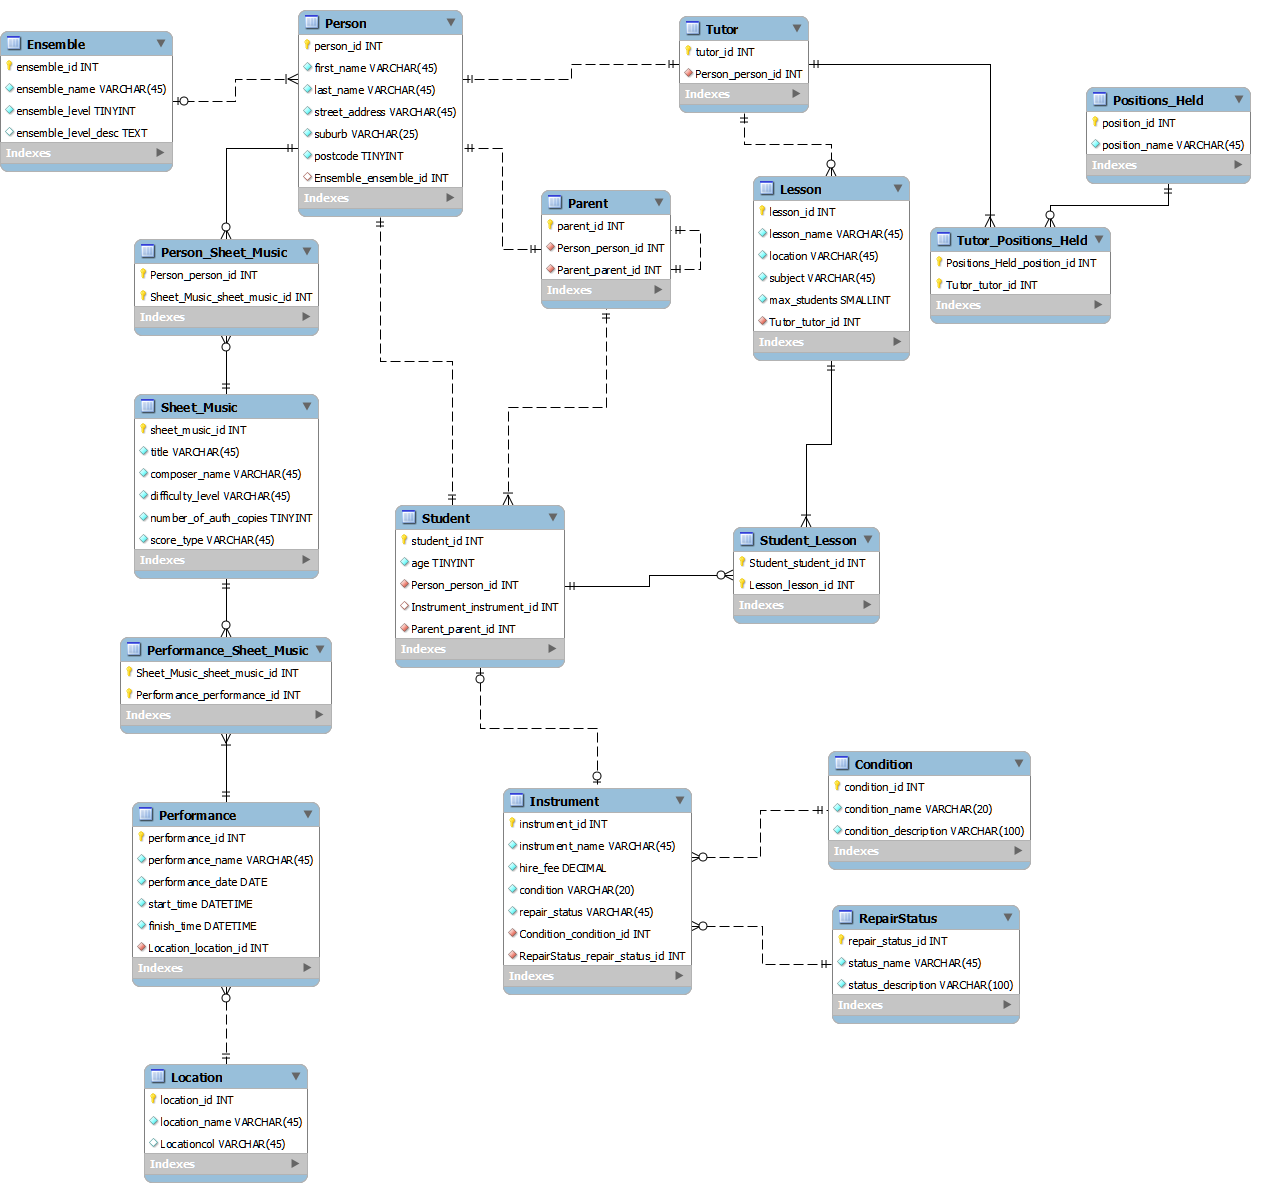 Ensemble
ensemble_id INT
ensemble_name VARCHAR(45)
ensemble_level TINYINT
ensemble_level_desc TEXT
Indexes
Person
person_id INT
first_name VARCHAR(45)
last_name VARCHAR(45)
street_address VARCHAR(45)
suburb VARCHAR(25)
postcode TINYINT
Ensemble_ensemble_id INT
Indexes
Tutor
tutor_id INT
Person_person_id INT
Indexes
Positions_Held
position_id INT
position_name VARCHAR(45)
Indexes
Parent
parent_id INT
Person_person_id INT
Parent_parent_id INT
Indexes
Lesson
lesson_id INT
lesson_name VARCHAR(45)
location VARCHAR(45)
subject VARCHAR(45)
max_students SMALLINT
Tutor_tutor_id INT
Indexes
Tutor_Positions_Held
Positions_Held_position_id INT
Tutor_tutor_id INT
Indexes
Person_Sheet_Music
Person_person_id INT
Sheet_Music_sheet_music_id INT
Indexes
Sheet_Music
sheet_music_id INT
title VARCHAR(45)
composer_name VARCHAR(45)
difficulty_level VARCHAR(45)
number_of_auth_copies TINYINT
score_type VARCHAR(45)
Indexes
Student
student_id INT
age TINYINT
Person_person_id INT
Instrument_instrument_id INT
Parent_parent_id INT
Indexes
Student_Lesson
Student_student_id INT
Lesson_lesson_id INT
Indexes
Performance_Sheet_Music
Sheet_Music_sheet_music_id INT
Performance_performance_id INT
Indexes
Performance
performance_id INT
performance_name VARCHAR(45)
performance_date DATE
start_time DATETIME
finish_time DATETIME
Location_location_id INT
Indexes
Instrument
instrument_id INT
instrument_name VARCHAR(45)
hire_fee DECIMAL
condition VARCHAR(20)
repair_status VARCHAR(45)
Condition_condition_id INT
RepairStatus_repair_status_id INT
Indexes
Condition
condition_id INT
condition_name VARCHAR(20)
condition_description VARCHAR(100)
Indexes
RepairStatus
repair_status_id INT
status_name VARCHAR(45)
status_description VARCHAR(100)
Indexes
Location
location_id INT
location_name VARCHAR(45)
Locationcol VARCHAR(45)
Indexes